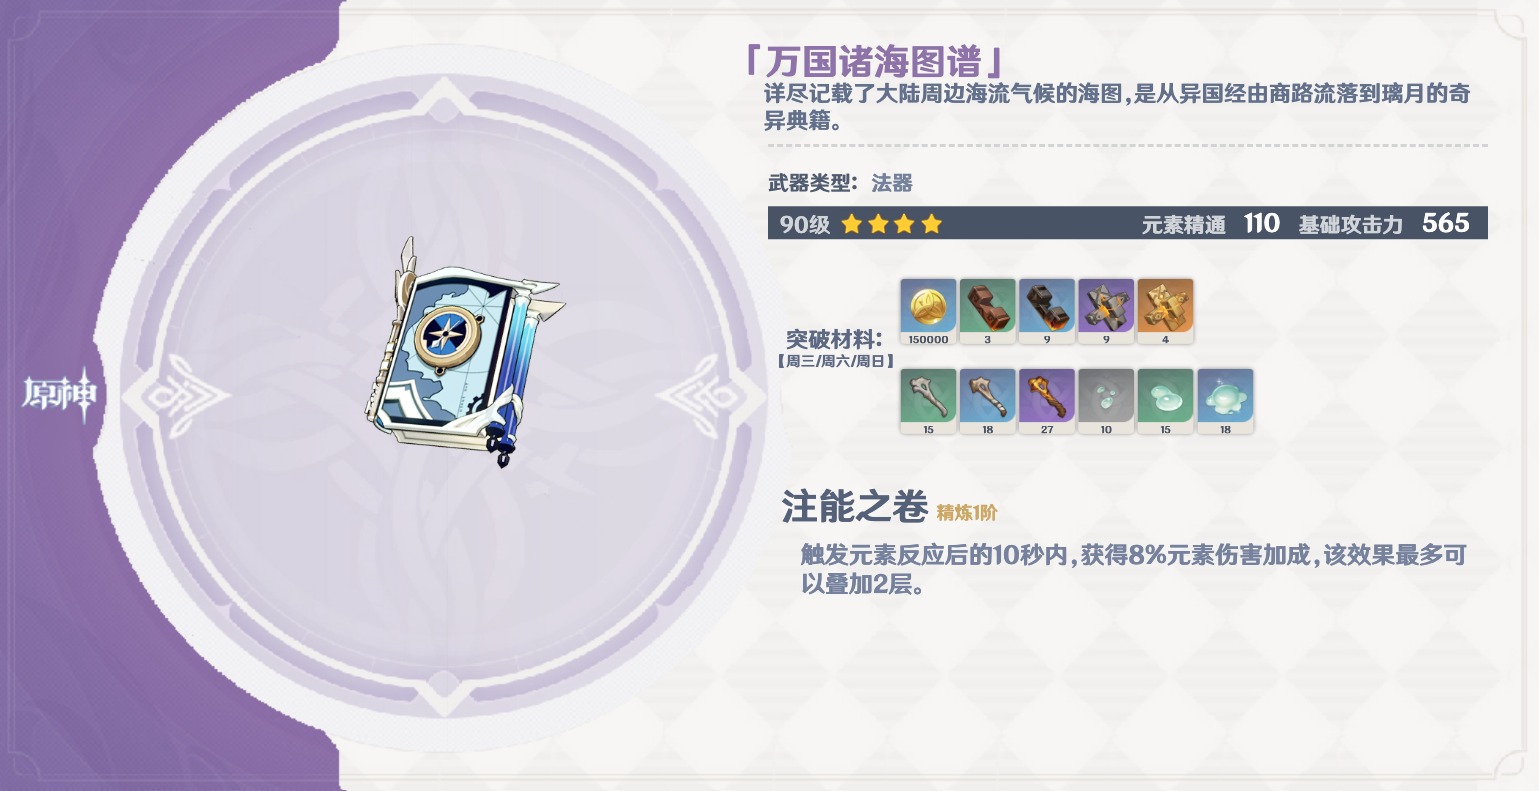 原神
「万国诸海图谱」
详尽记载了大陆周边海流气候的海图,是从异国经由商路流落到璃月的奇
异典籍。
武器类型: 法器
90级 元素精通 110 基础攻击力 565
150000 3 9 9 4
突破材料:
【周三/周六/周日】
15 18 27 10 15 18
注能之卷 精炼1阶
触发元素反应后的10秒内,获得8%元素伤害加成,该效果最多可
以叠加2层。